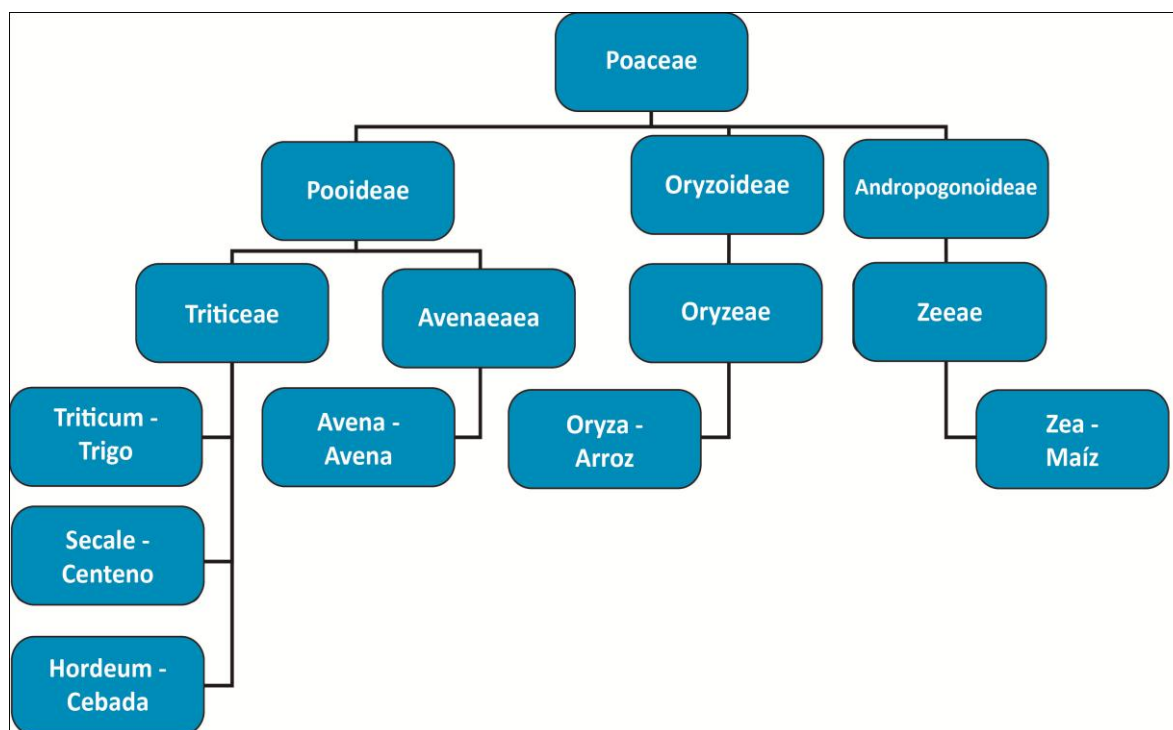 Poaceae
Pooideae
Oryzoideae
Andropogonoideae
Triticeae
Avenaeaea
Oryzeae
Zeeae
Triticum -
Trigo
Avena -
Avena
Oryza -
Arroz
Zea -
Maíz
Secale -
Centeno
Hordeum -
Cebada